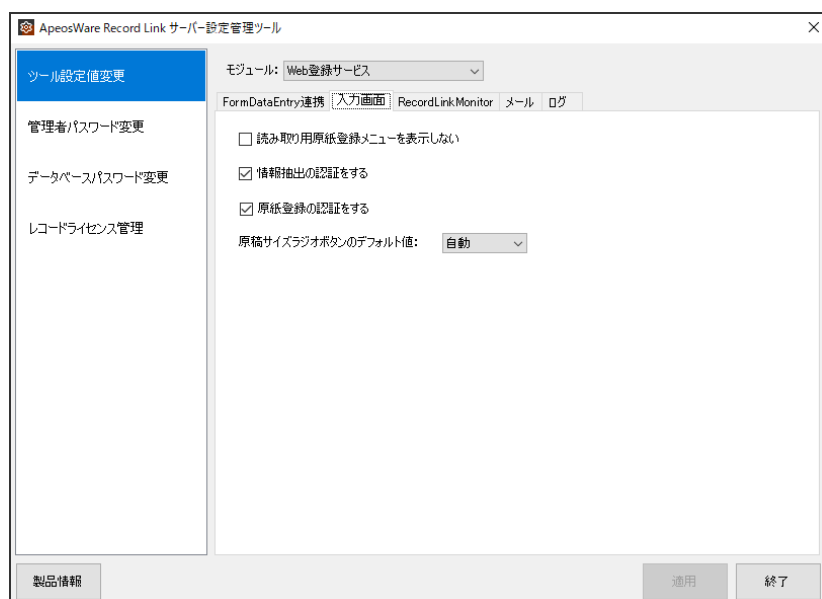 ApeosWare Record Link サーバー設定管理ツール
ツール設定値変更
管理者パスワード変更
データベースパスワード変更
レコードライセンス管理
モジュール: Web登録サービス
FormDataEntry連携 入力画面 RecordLinkMonitor メール ログ
読み取り用原紙登録メニューを表示しない
情報抽出の認証をする
原紙登録の認証をする
原稿サイズラジオボタンのデフォルト値: 自動
製品情報 適用 終了